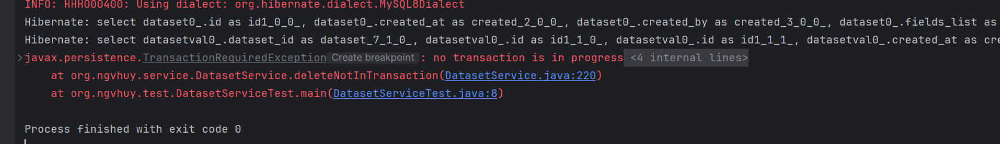 INFO: HHH000400: Using dialect: org.hibernate.dialect.MySQL8Dialect
Hibernate: select dataset0_.id as id1_0_0_, dataset0_.created_at as created_2_0_0_, dataset0_.created_by as created_3_0_0_, dataset0_.fields_list as
Hibernate: select datasetval0_.dataset_id as dataset_7_1_0_, datasetval0_.id as id1_1_0_, datasetval0_.id as id1_1_1_, datasetval0_.created_at as cre
javax.persistence.TransactionRequiredException Create breakpoint : no transaction is in progress <4 internal lines>
at org.ngvhuy.service.DatasetService.deleteNotInTransaction(DatasetService.java:220)
at org.ngvhuy.test.DatasetServiceTest.main(DatasetServiceTest.java:8)
Process finished with exit code 0